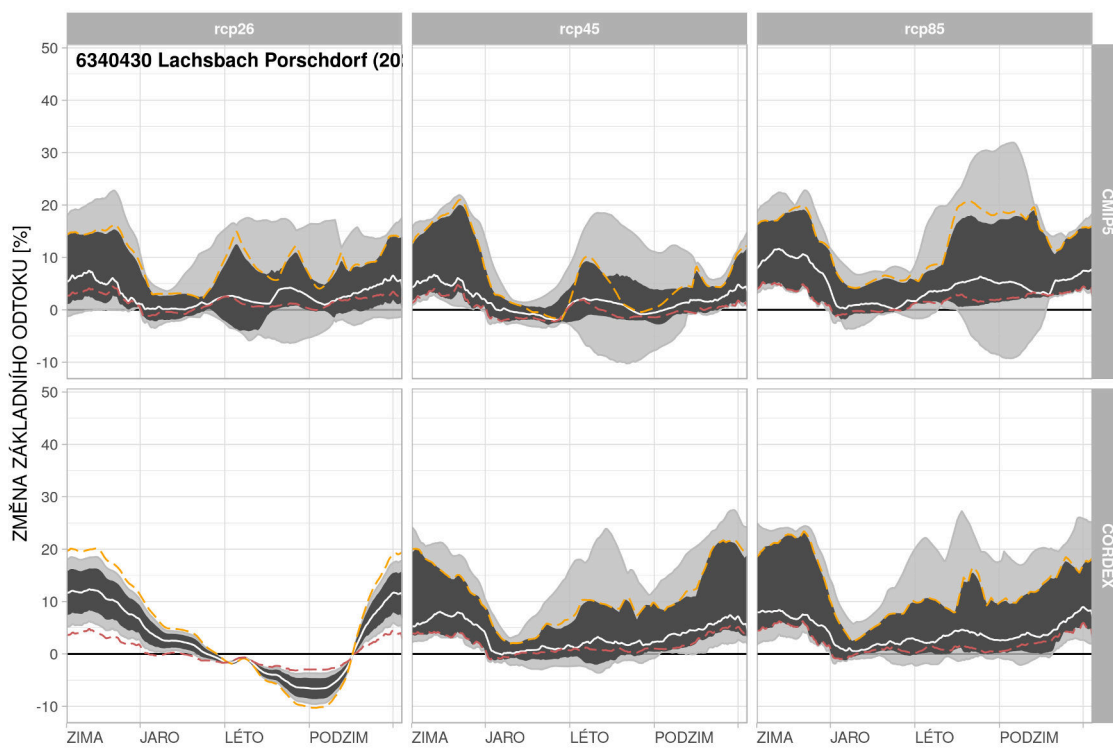 rcp26 rcp45 rcp85
6340430 Lachsbach Porschdorf (20
50
40
30
20
10
0
-10
CMIP5
ZMĚNA ZÁKLADNÍHO ODTOKU [%]
50
40
30
20
10
0
-10
CORDEX
ZIMA JARO LÉTO PODZIM ZIMA JARO LÉTO PODZIM ZIMA JARO LÉTO PODZIM